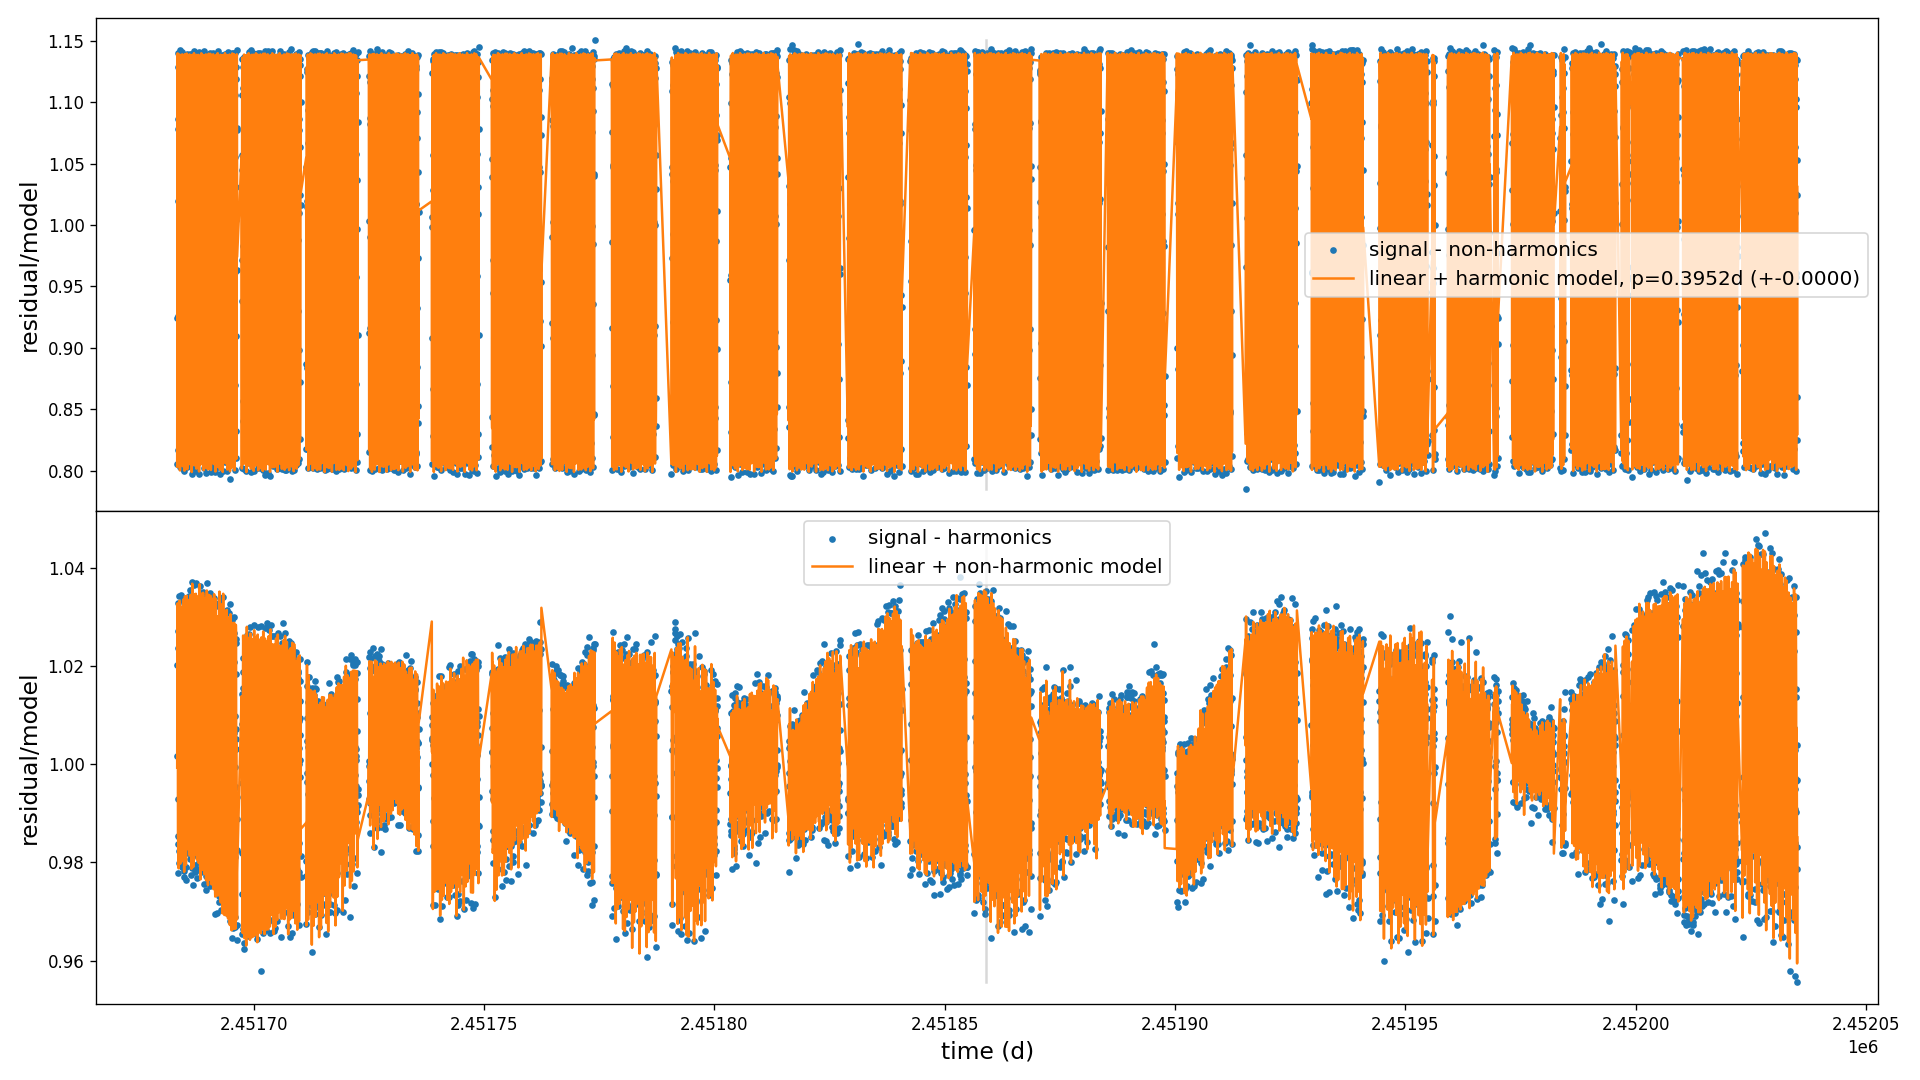 1.15
1.10
1.05
1.00
0.95
0.90
0.85
0.80
residual/model
signal - non-harmonics
linear + harmonic model, p=0.3952d (+-0.0000)
signal - harmonics
linear + non-harmonic model
1.04
1.02
1.00
0.98
0.96
residual/model
2.45170
2.45175
2.45180
2.45185
2.45190
2.45195
2.45200
2.45205
1e6
time (d)